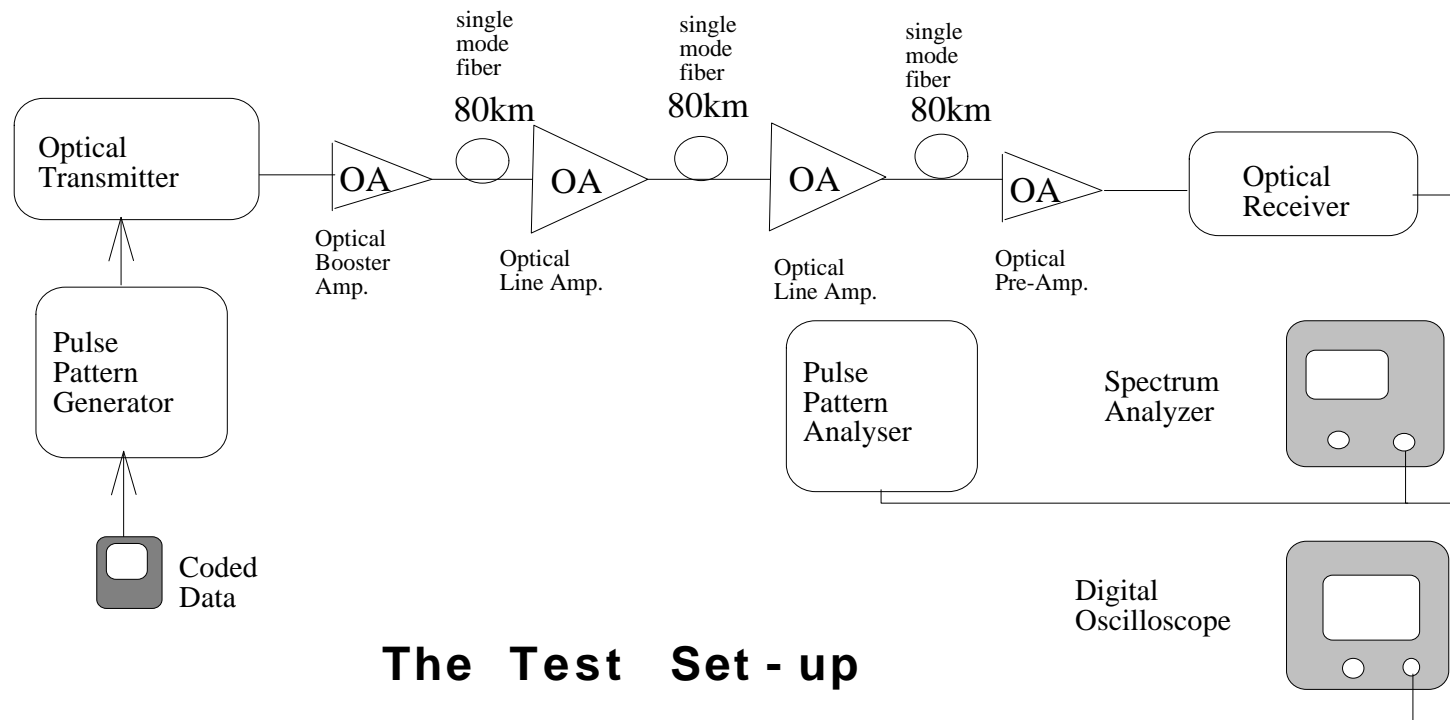 single
mode
fiber
80km
single
mode
fiber
80km
single
mode
fiber
80km
Optical
Transmitter
OA
OA
OA
OA
Optical
Receiver
Optical
Booster
Amp.
Optical
Line Amp.
Optical
Line Amp.
Optical
Pre-Amp.
Pulse
Pattern
Generator
Pulse
Pattern
Analyser
Spectrum
Analyzer
Coded
Data
Digital
Oscilloscope
The Test Set - up